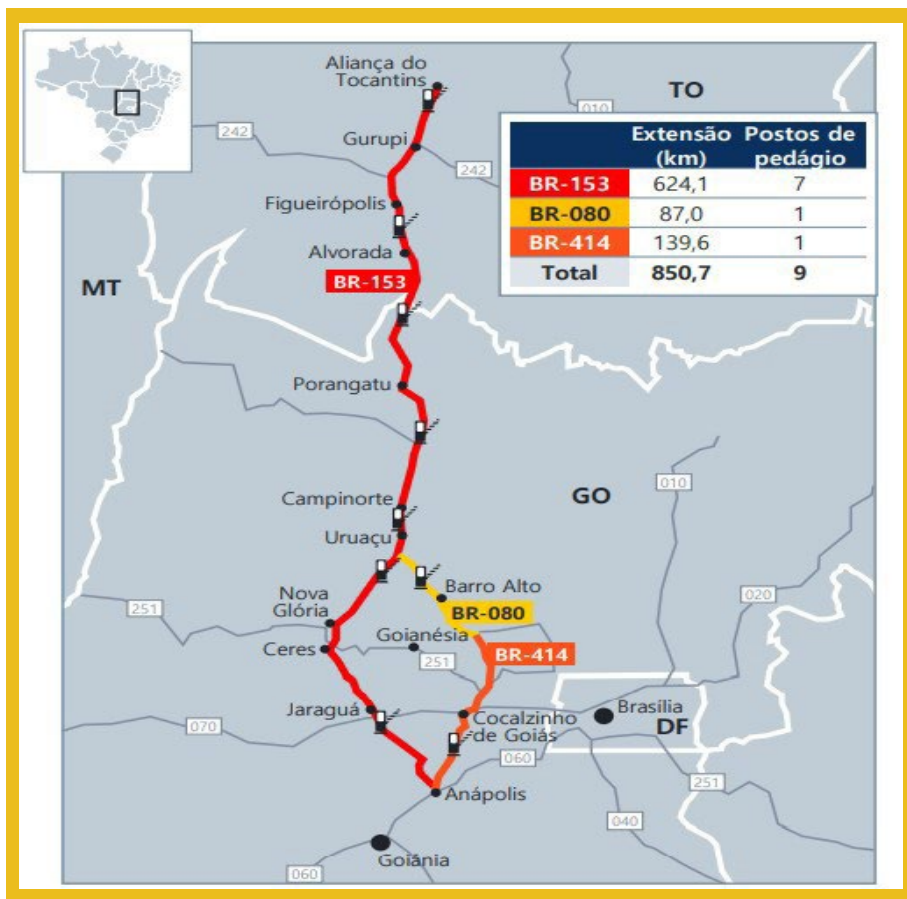 Aliança do
Tocantins
TO
010
242
Gurupi
242
Figueirópolis
Alvorada
BR-153
MT
Extensão Postos de
(km) pedágio
BR-153 624,1 7
BR-080 87,0 1
BR-414 139,6 1
Total 850,7 9
Porangatu
Campinorte
GO
010
Uruaçu
Barro Alto
Nova
Glória
BR-080
020
251
Goianésia
Ceres
251
BR-414
Jaraguá
070
Cocalzinho
de Goiás
Brasília
DF
060
251
Anápolis
040
Goiânia
060